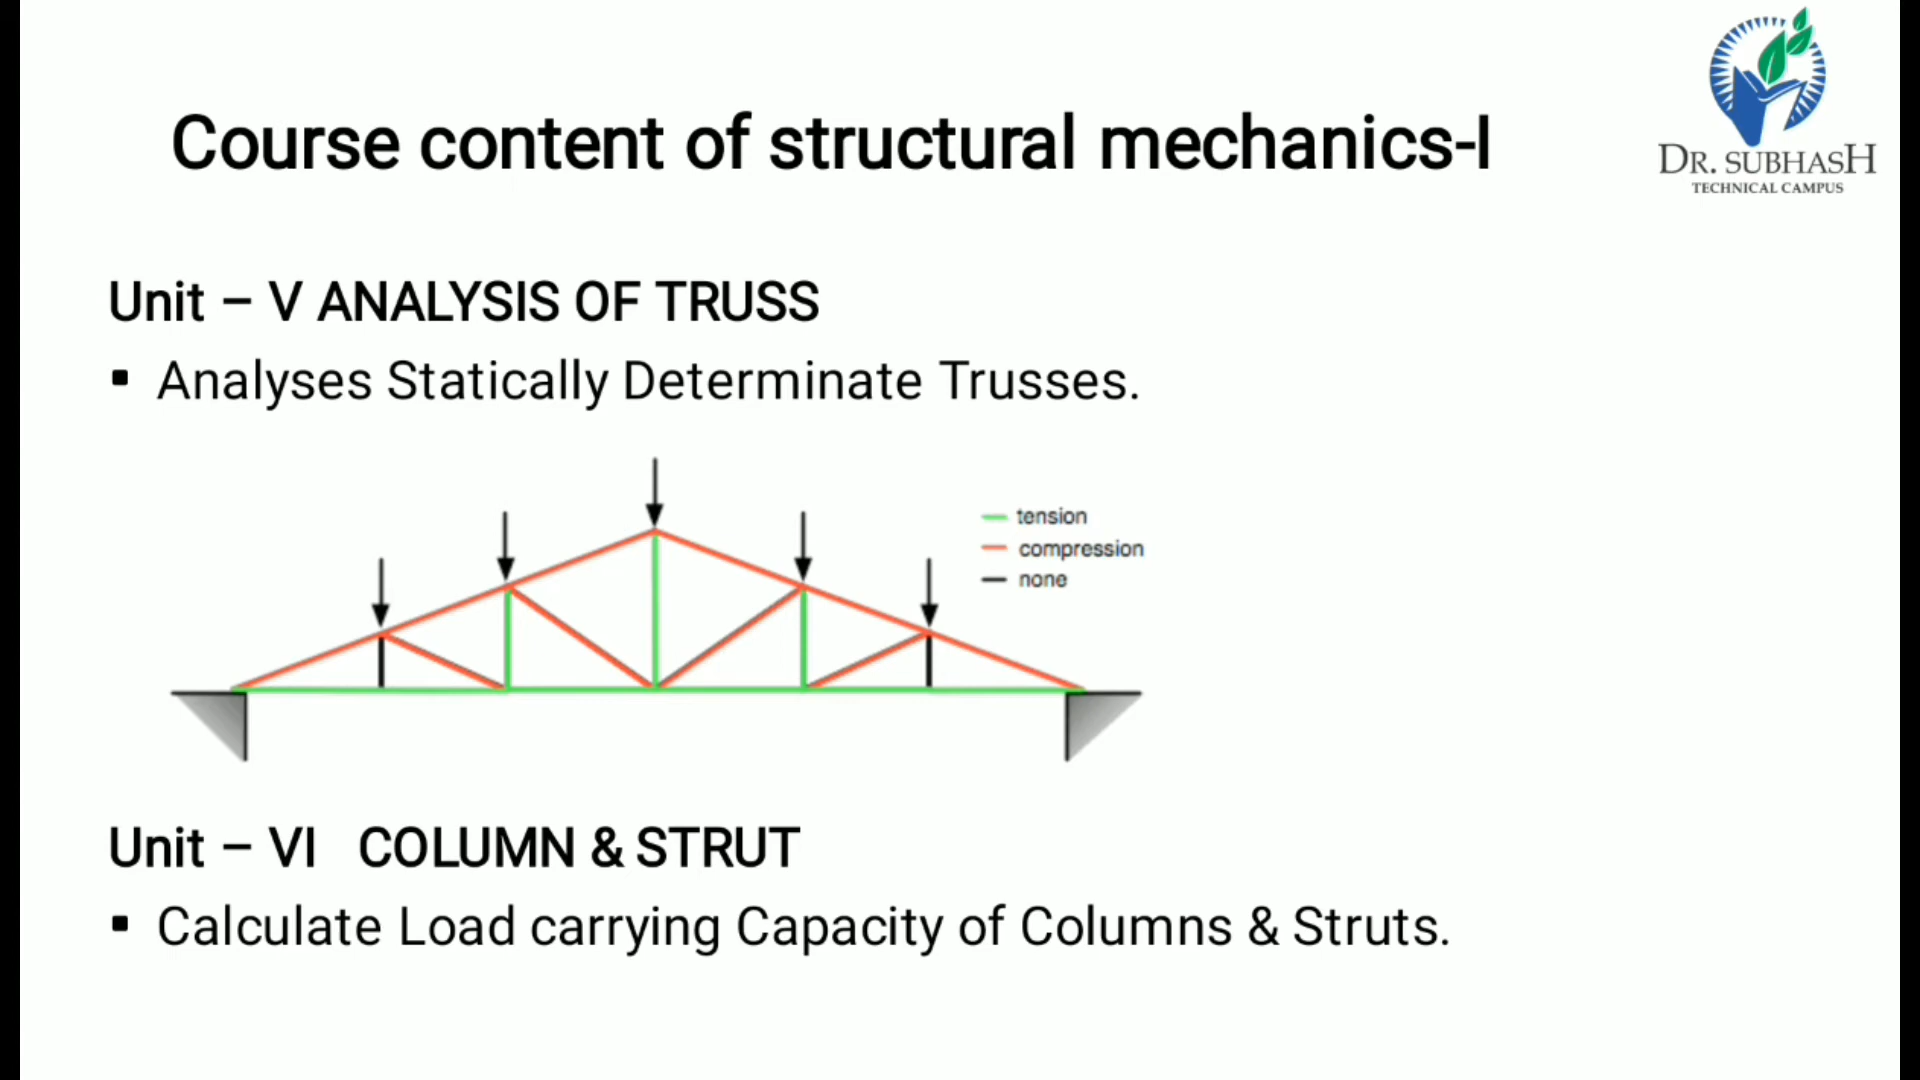 Course content of structural mechanics-I
DR. SUBHASH
TECHNICAL CAMPUS
Unit – V ANALYSIS OF TRUSS
▪ Analyses Statically Determinate Trusses.
tension
compression
none
Unit – VI COLUMN & STRUT
▪ Calculate Load carrying Capacity of Columns & Struts.